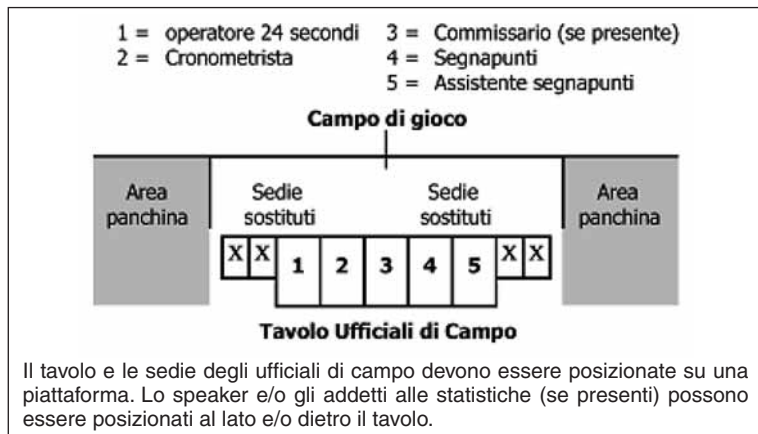 1 = operatore 24 secondi 3 = Commissario (se presente)
2 = Cronometrista 4 = Segnapunti
5 = Assistente segnapunti
Campo di gioco
Area panchina
Sedie sostituti
Sedie sostituti
Area panchina
X X 1 2 3 4 5 X X
Tavolo Ufficiali di Campo
Il tavolo e le sedie degli ufficiali di campo devono essere posizionate su una
piattaforma. Lo speaker e/o gli addetti alle statistiche (se presenti) possono
essere posizionati al lato e/o dietro il tavolo.